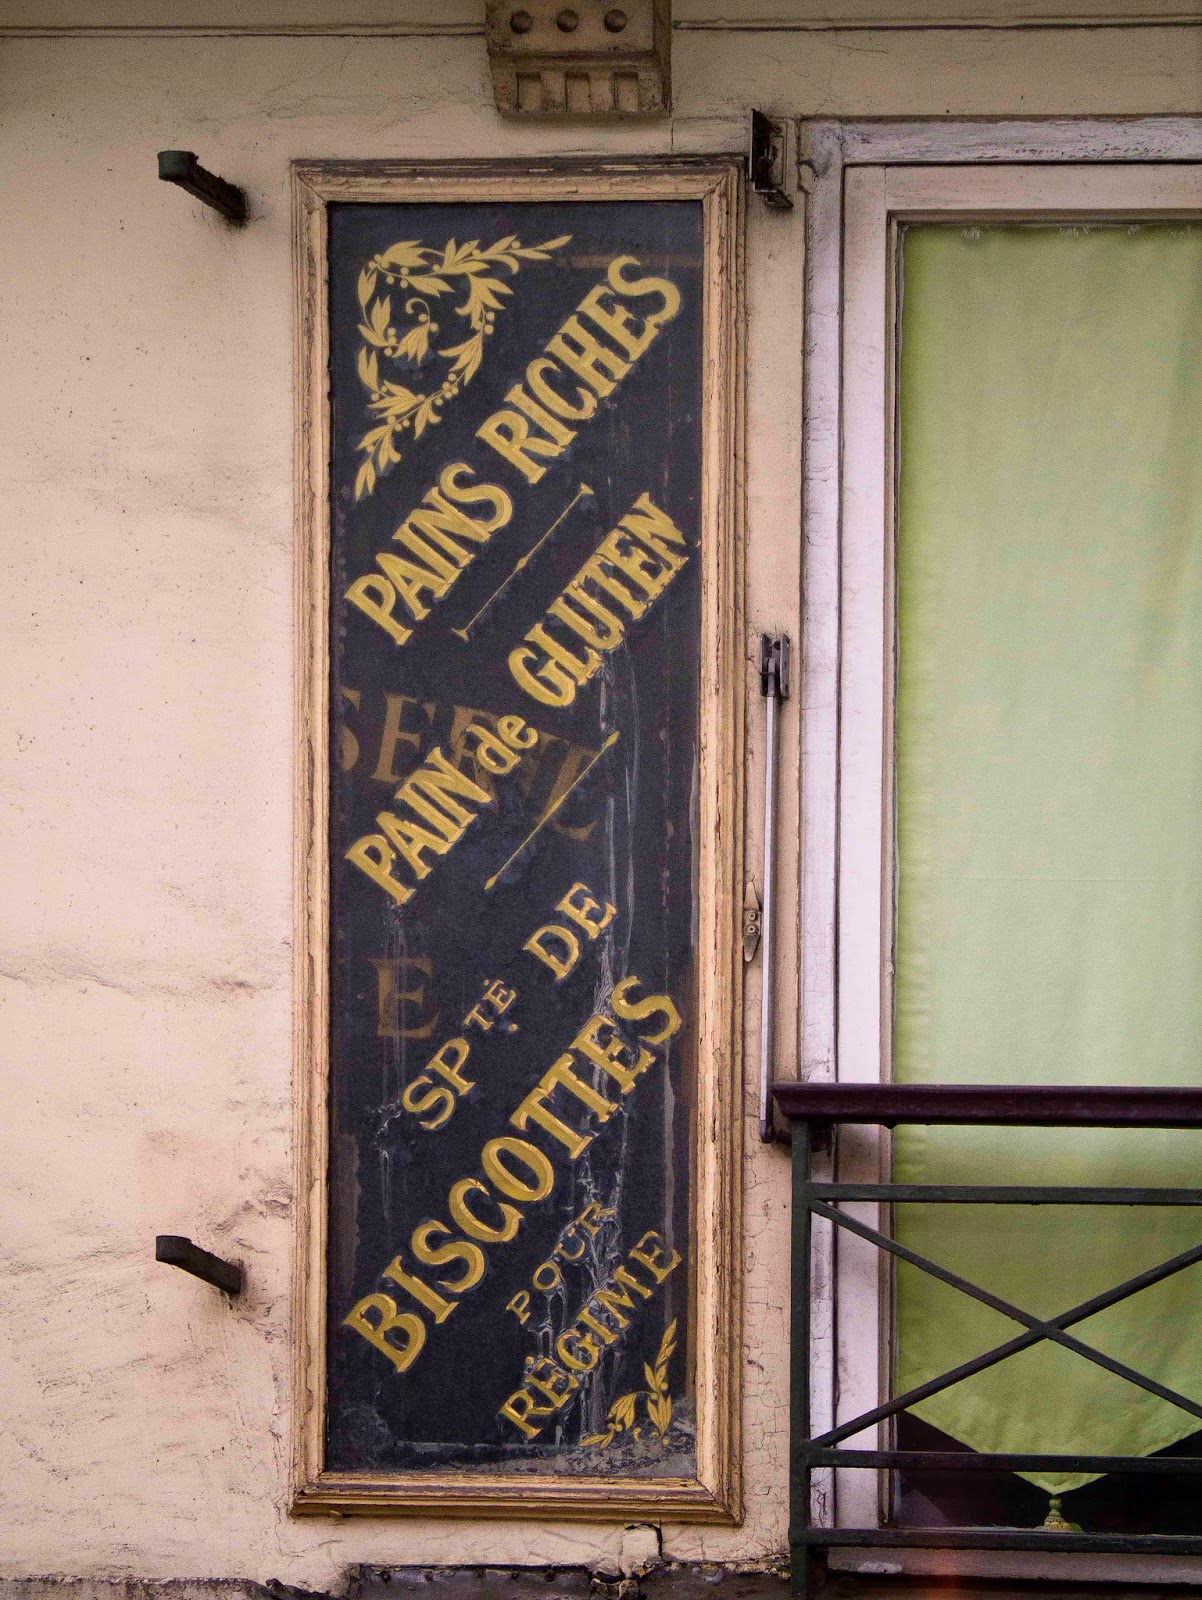 PAINS RICHES
PAIN de GLUTEN
SPTÉ DE
BISCOTTES
POUR
RÉGIME